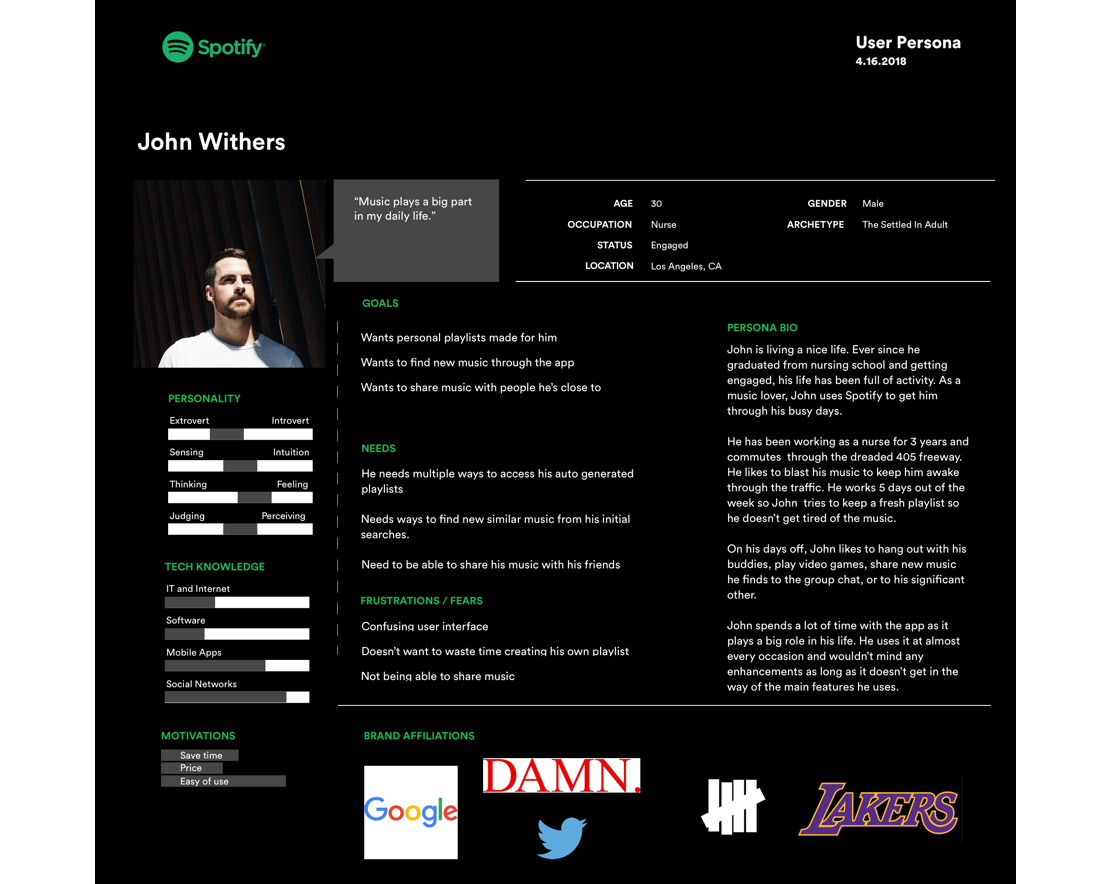 Spotify
User Persona
4.16.2018
John Withers
“Music plays a big part
in my daily life.”
AGE 30
OCCUPATION Nurse
STATUS Engaged
LOCATION Los Angeles, CA
GENDER Male
ARCHETYPE The Settled In Adult
PERSONALITY
Extrovert Introvert
Sensing Intuition
Thinking Feeling
Judging Perceiving
TECH KNOWLEDGE
IT and Internet
Software
Mobile Apps
Social Networks
MOTIVATIONS
Save time
Price
Easy of use
GOALS
Wants personal playlists made for him
Wants to find new music through the app
Wants to share music with people he’s close to
NEEDS
He needs multiple ways to access his auto generated
playlists
Needs ways to find new similar music from his initial
searches.
Need to be able to share his music with his friends
FRUSTRATIONS / FEARS
Confusing user interface
Doesn’t want to waste time creating his own playlist
Not being able to share music
PERSONA BIO
John is living a nice life. Ever since he
graduated from nursing school and getting
engaged, his life has been full of activity. As a
music lover, John uses Spotify to get him
through his busy days.
He has been working as a nurse for 3 years and
commutes  through the dreaded 405 freeway.
He likes to blast his music to keep him awake
through the traffic. He works 5 days out of the
week so John  tries to keep a fresh playlist so
he doesn’t get tired of the music.
On his days off, John likes to hang out with his
buddies, play video games, share new music
he finds to the group chat, or to his significant
other.
John spends a lot of time with the app as it
plays a big role in his life. He uses it at almost
every occasion and wouldn’t mind any
enhancements as long as it doesn’t get in the
way of the main features he uses.
BRAND AFFILIATIONS
Google
DAMN.
LAKERS